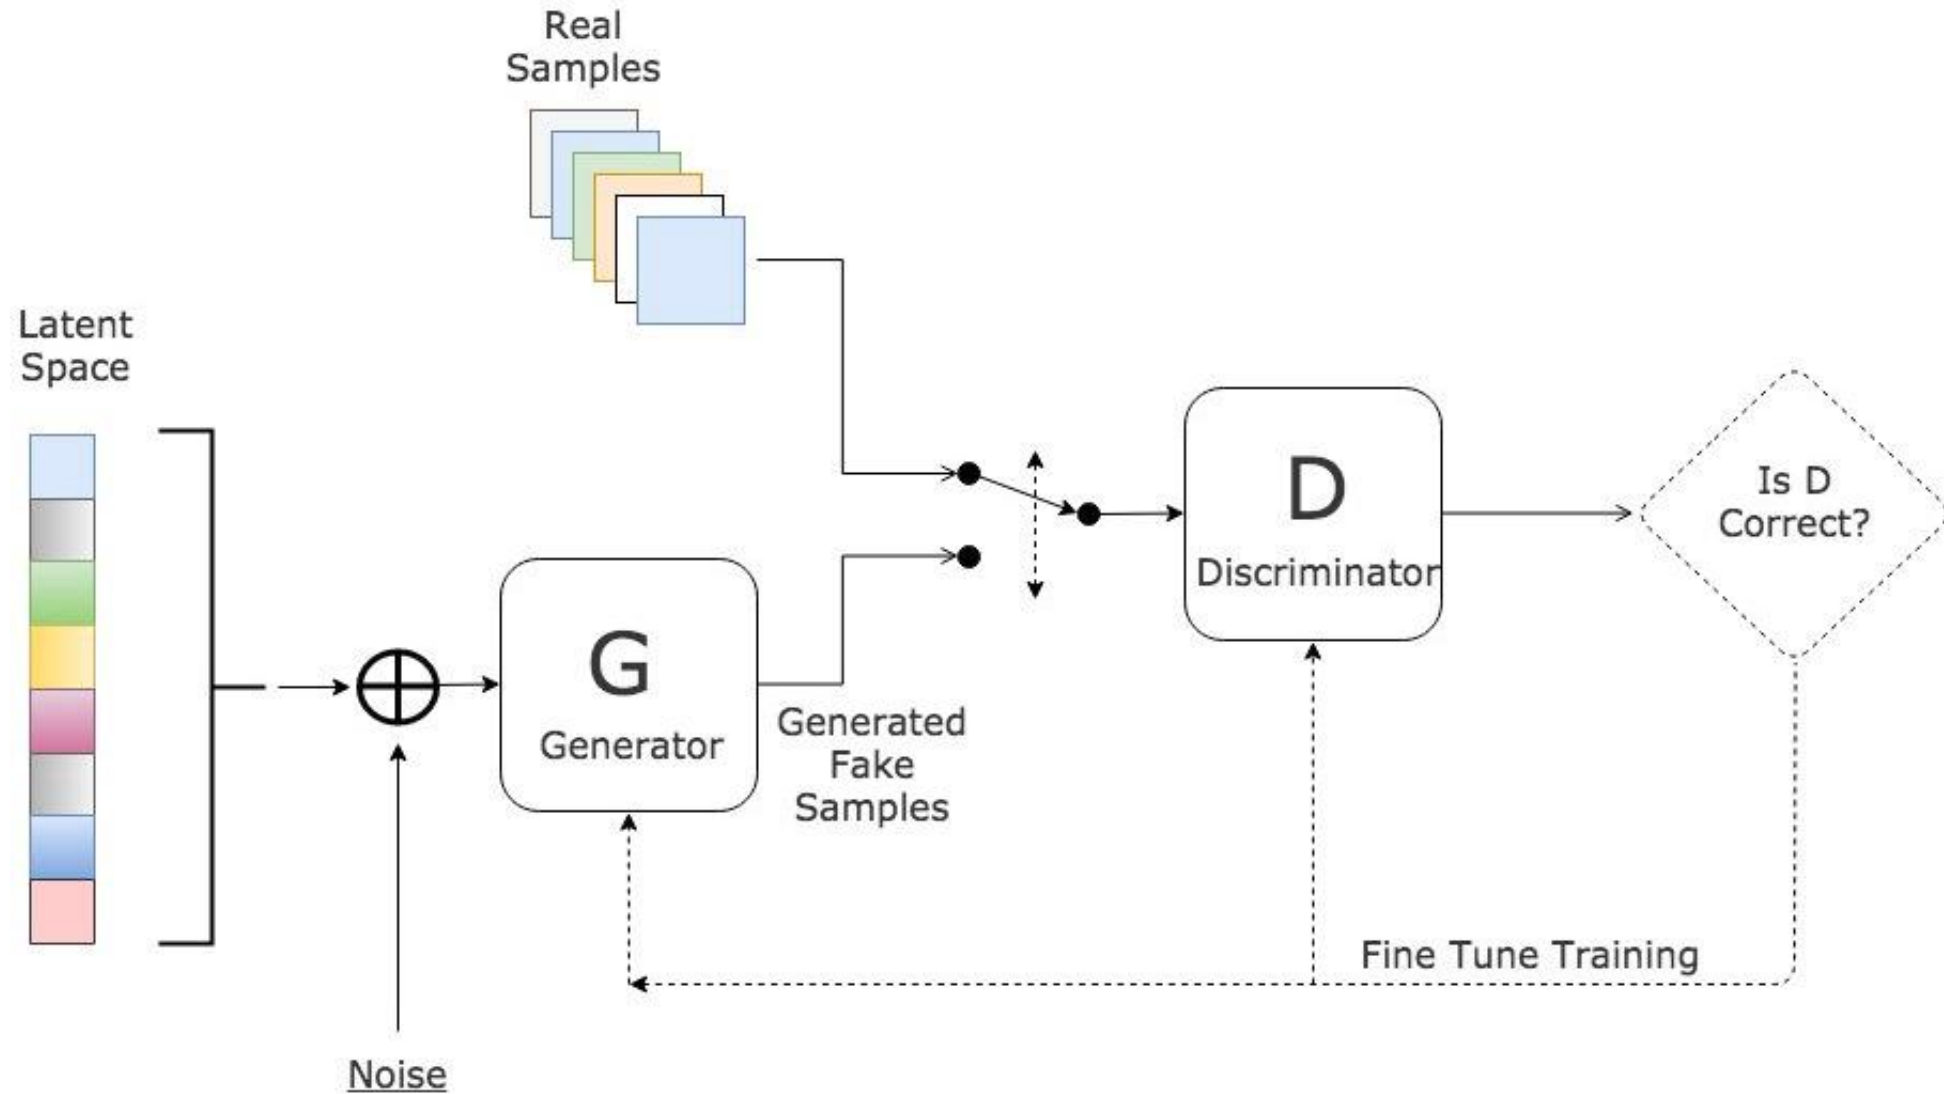 Real
Samples
Latent
Space
D
Discriminator
Is D
Correct?
G
Generator
Generated
Fake
Samples
Fine Tune Training
Noise